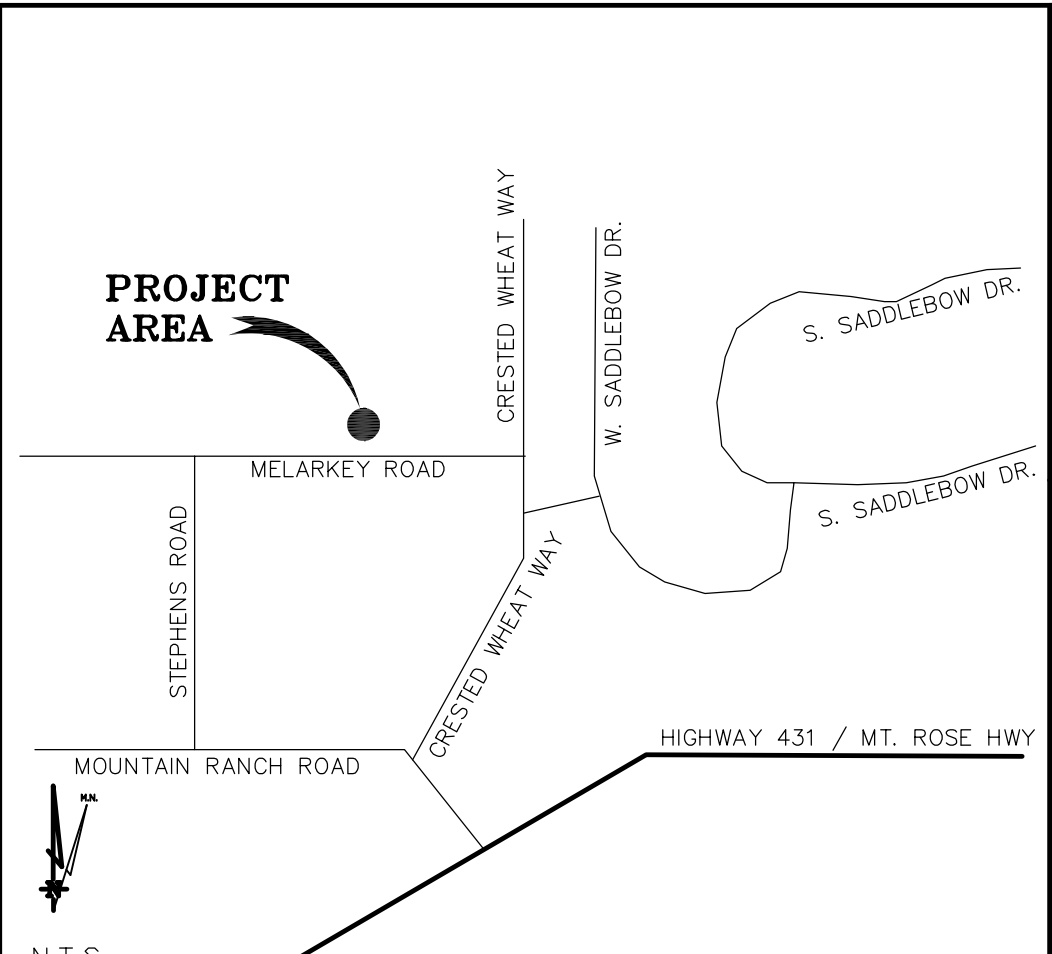 CRESTED WHEAT WAY
W. SADDLEBOW DR.
PROJECT
AREA
S. SADDLEBOW DR.
MELARKEY ROAD
S. SADDLEBOW DR.
STEPHENS ROAD
CRESTED WHEAT WAY
HIGHWAY 431 / MT. ROSE HWY
MOUNTAIN RANCH ROAD
M.N.
N
N.T.S.